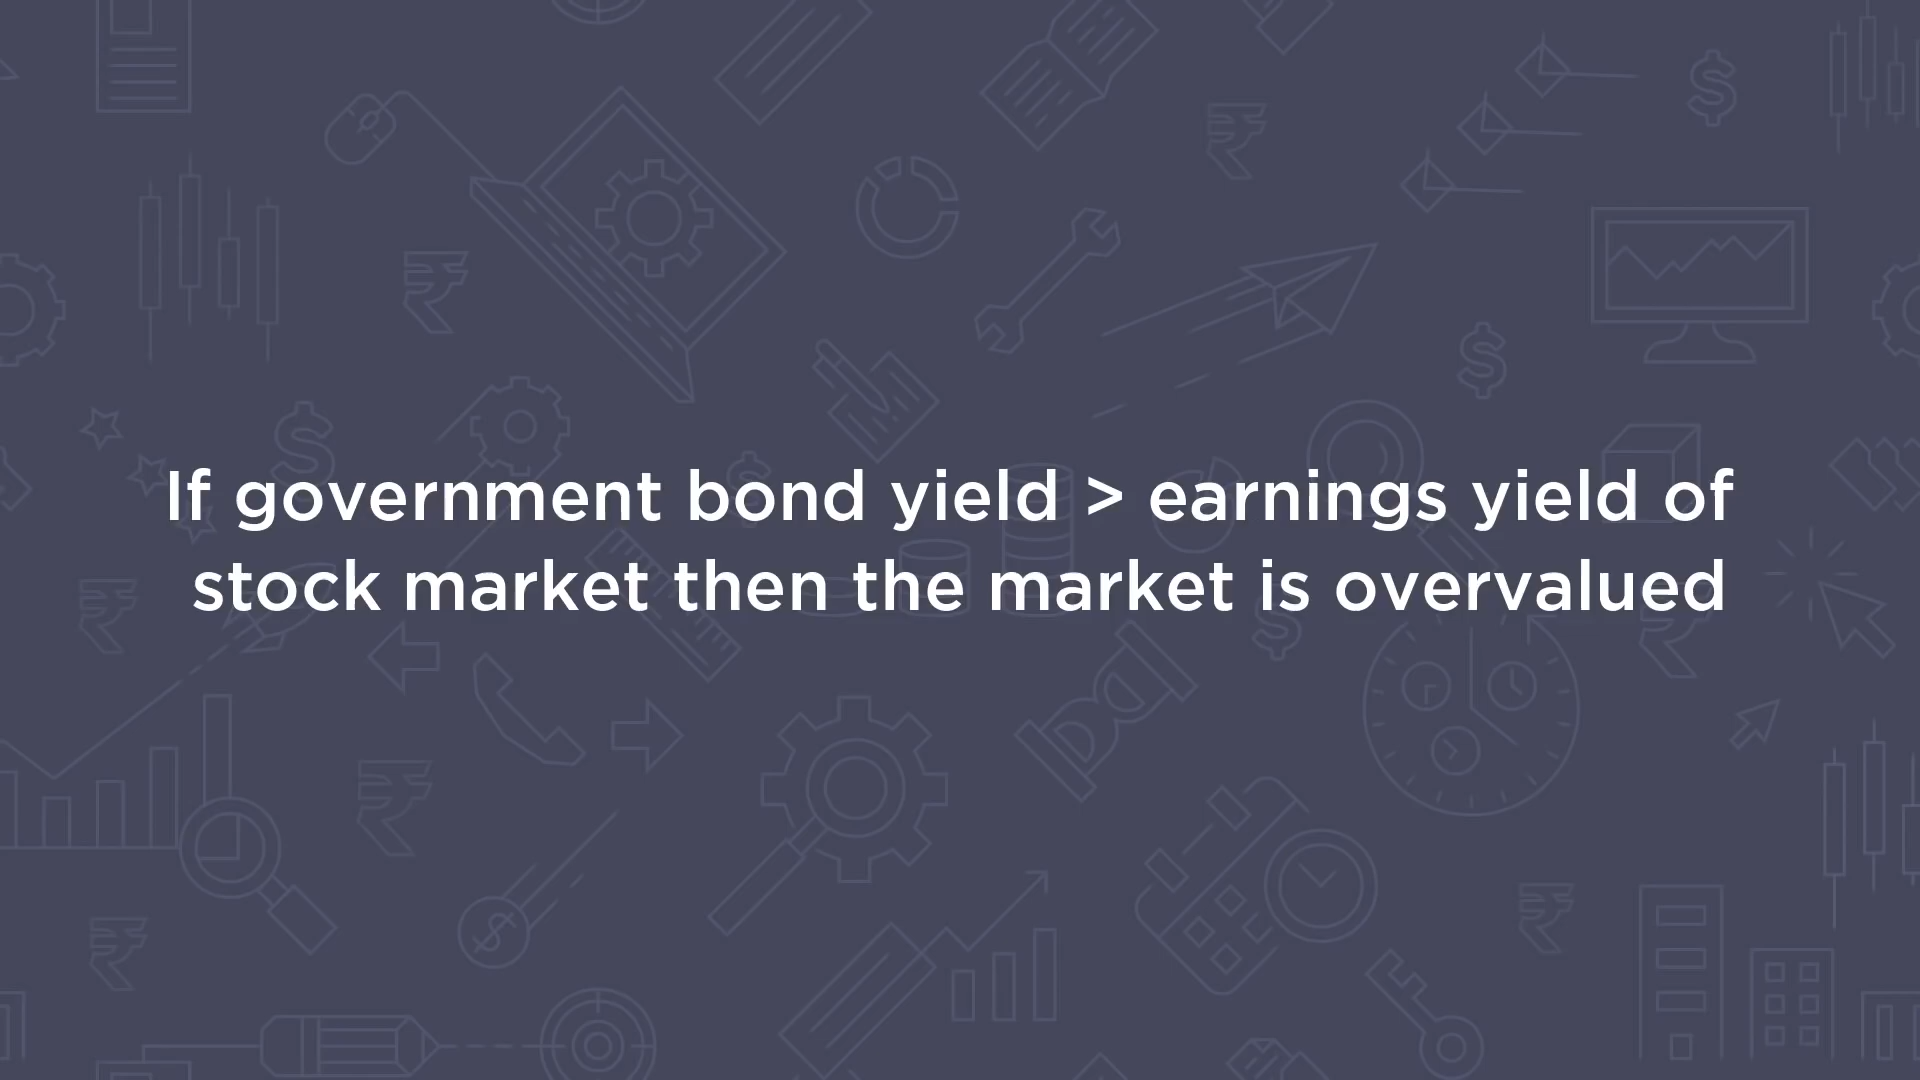 If government bond yield > earnings yield of
stock market then the market is overvalued